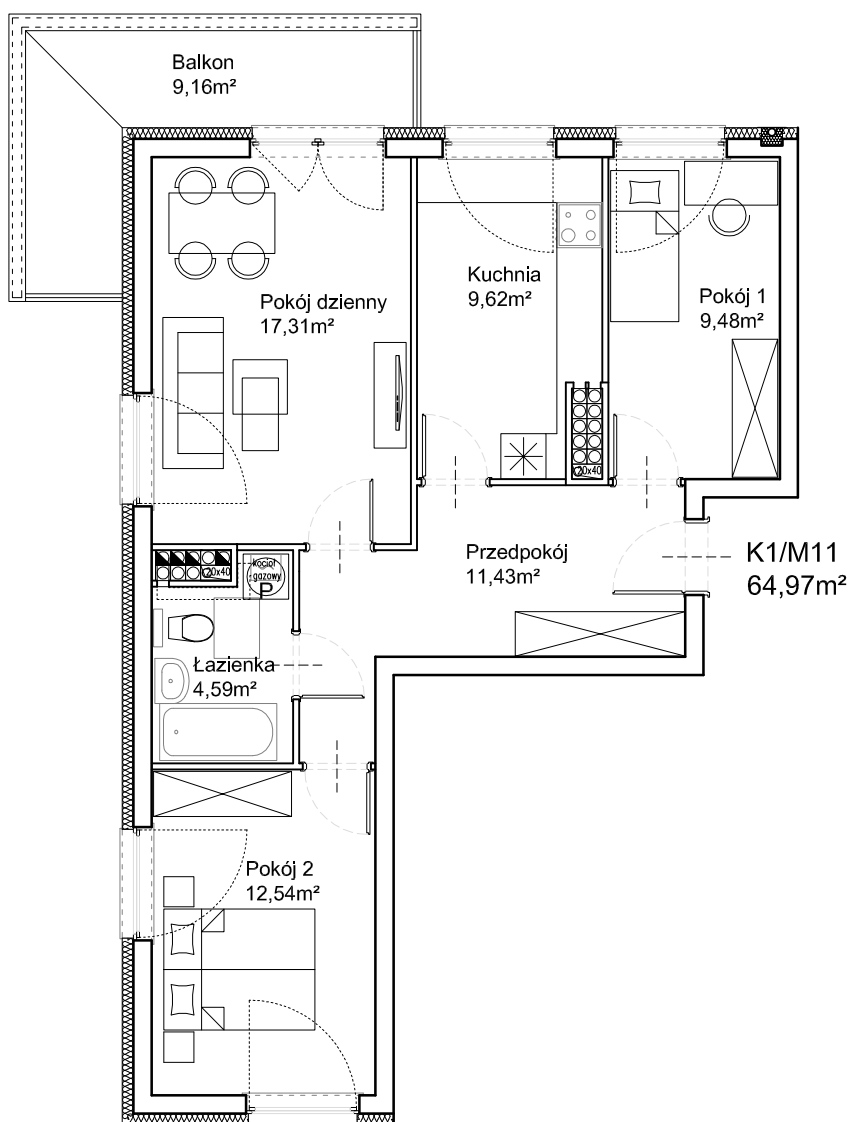 Balkon
9,16m²
Pokój dzienny
17,31m²
Kuchnia
9,62m²
Pokój 1
9,48m²
20x40
Przedpokój
11,43m²
K1/M11
64,97m²
20x40
kocioł
gazowy
P
Łazienka
4,59m²
Pokój 2
12,54m²